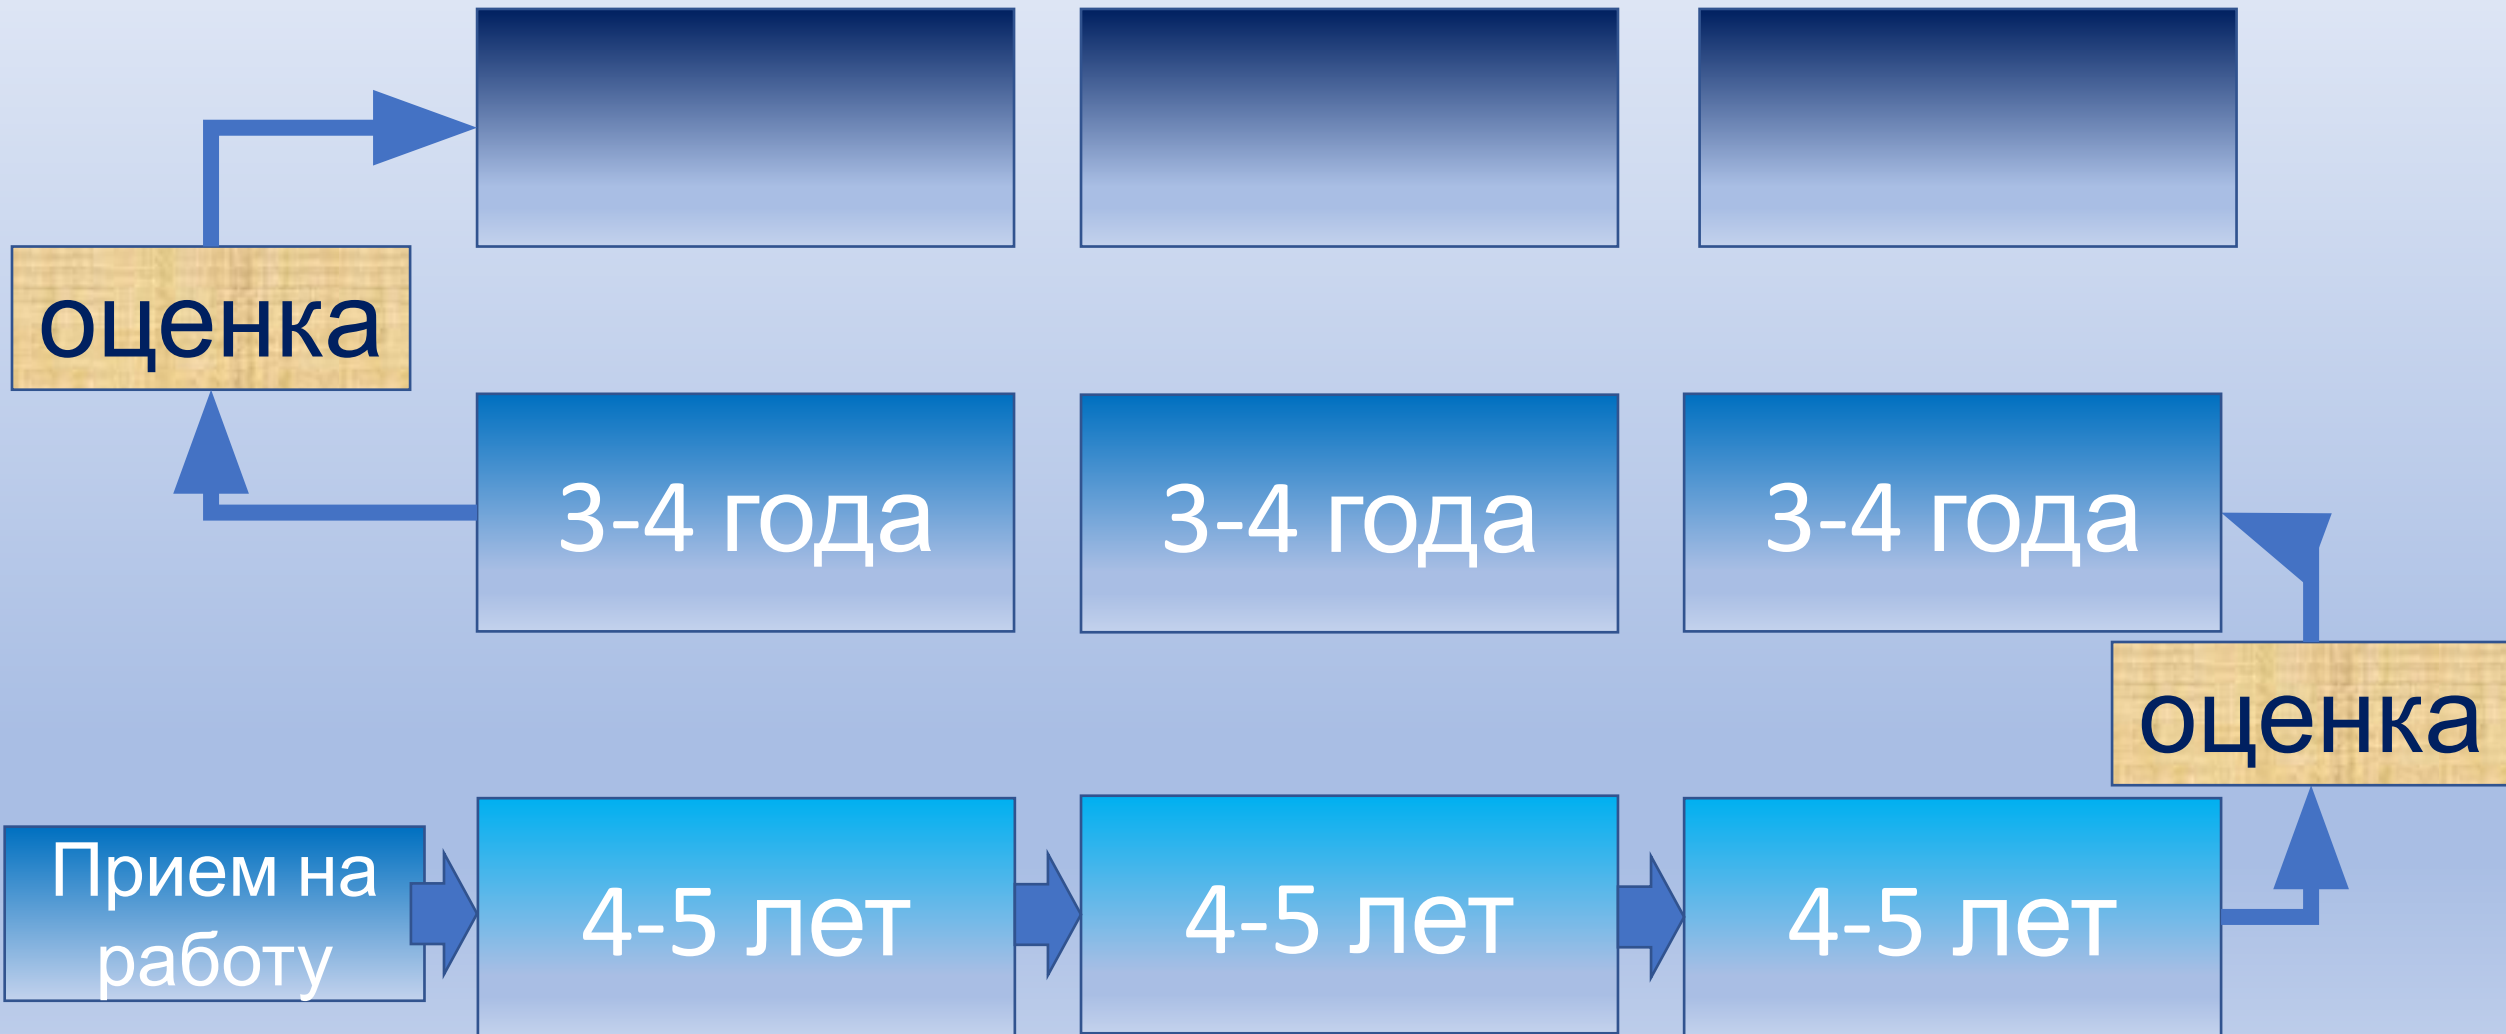 оценка
3-4 года
3-4 года
3-4 года
оценка
Прием на
работу
4-5 лет
4-5 лет
4-5 лет